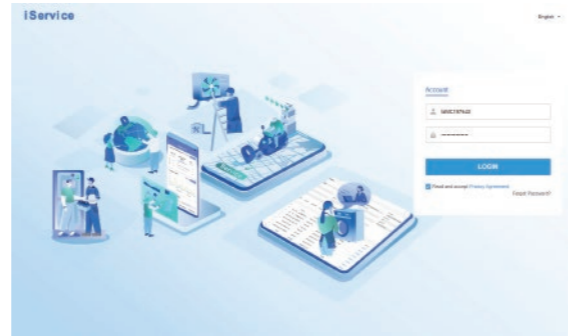 iService
English
Account
LOGIN
Read and accept Privacy Agreement
Forgot Password?